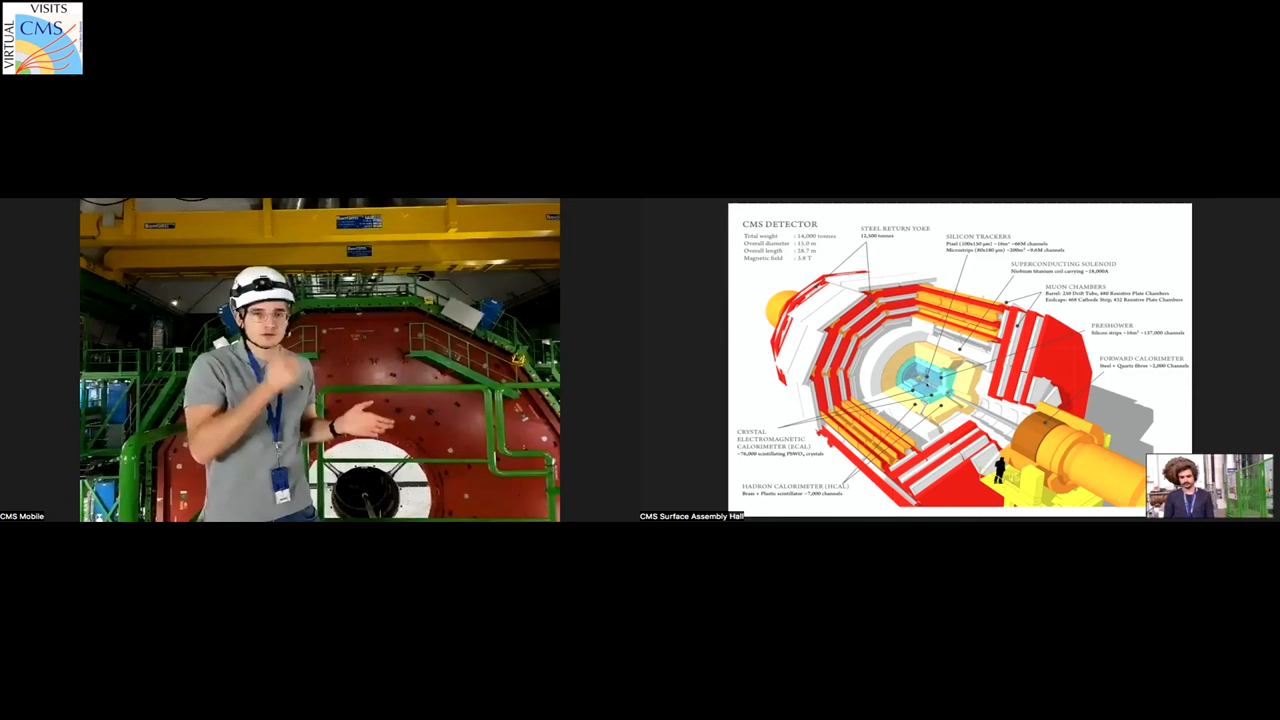 VISITS
CMS
VIRTUAL
CMS DETECTOR
Total weight : 14,000 tonnes
Overall diameter : 15.0 m
Overall length : 28.7 m
Magnetic field : 3.8 T
STEEL RETURN YOKE
12,500 tonnes
SILICON TRACKERS
Pixel (100x150 μm) ~16m² ~66M channels
Microstrips (80x180 μm) ~200m² ~9.6M channels
SUPERCONDUCTING SOLENOID
Niobium titanium coil carrying ~18,000A
MUON CHAMBERS
Barrel: 250 Drift Tube, 480 Resistive Plate Chambers
Endcaps: 468 Cathode Strip, 432 Resistive Plate Chambers
PRESHOWER
Silicon strips ~16m² ~137,000 channels
FORWARD CALORIMETER
Steel + Quartz fibres ~2,000 Channels
CRYSTAL
ELECTROMAGNETIC
CALORIMETER (ECAL)
~76,000 scintillating PbWO₄ crystals
HADRON CALORIMETER (HCAL)
Brass + Plastic scintillator ~7,000 channels
CMS Mobile
CMS Surface Assembly Hall